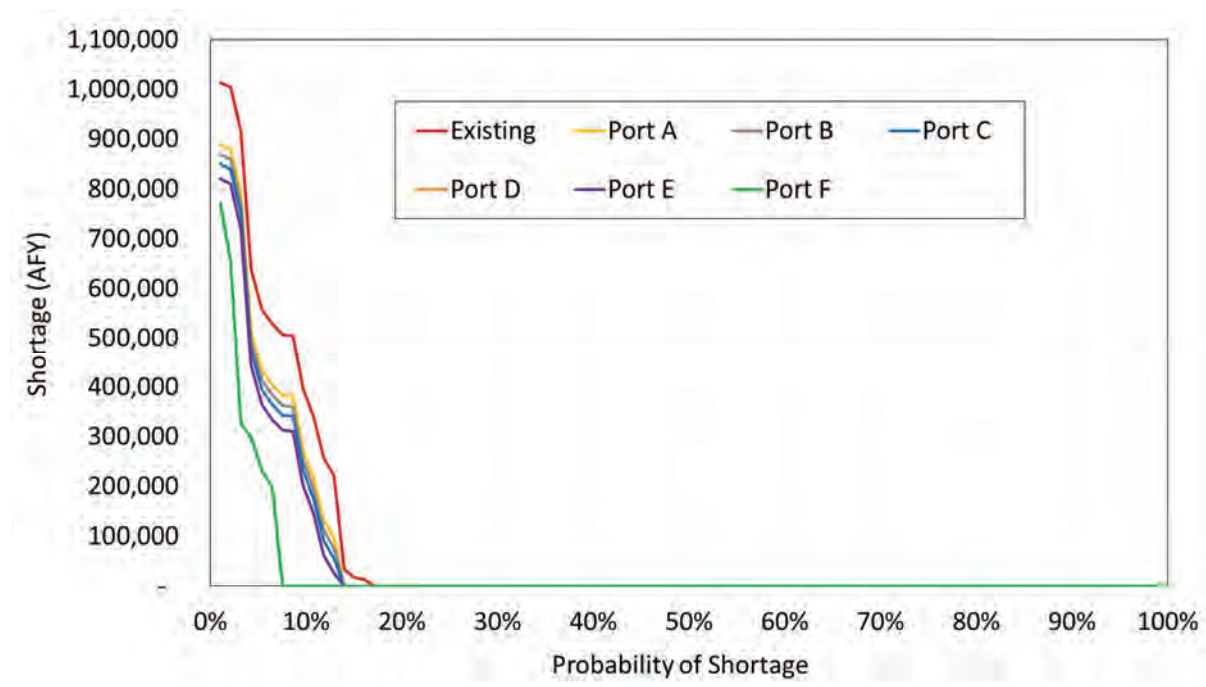 1,100,000
1,000,000
900,000
800,000
700,000
600,000
500,000
400,000
300,000
200,000
100,000
-
Shortage (AFY)
Existing Port A Port B Port C
Port D Port E Port F
0% 10% 20% 30% 40% 50% 60% 70% 80% 90% 100%
Probability of Shortage